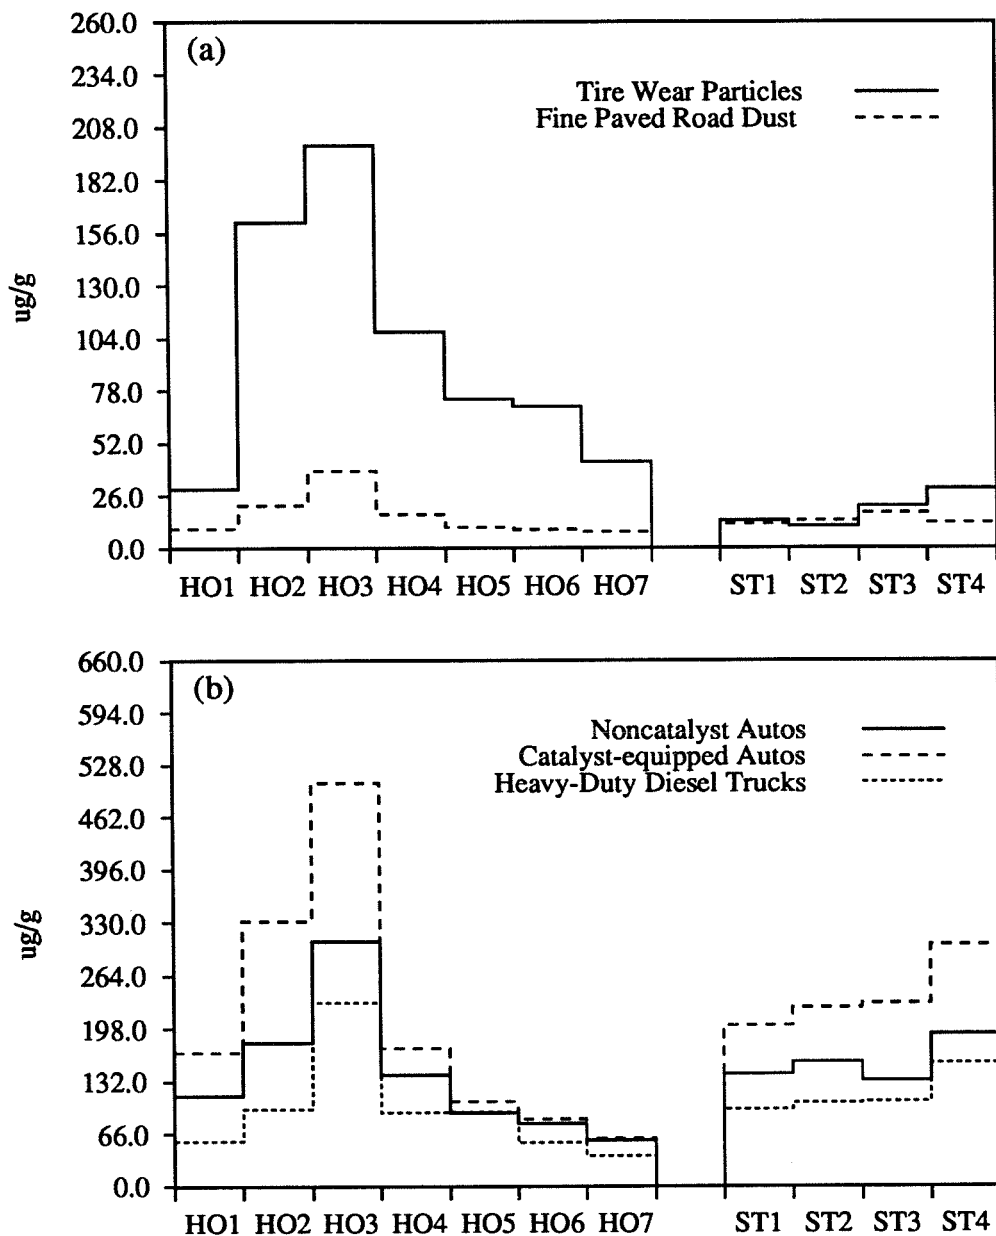 260.0
(a)
234.0
Tire Wear Particles
Fine Paved Road Dust
208.0
182.0
156.0
130.0
104.0
78.0
52.0
26.0
0.0
ug/g
HO1 HO2 HO3 HO4 HO5 HO6 HO7 ST1 ST2 ST3 ST4
660.0
(b)
594.0
Noncatalyst Autos
Catalyst-equipped Autos
Heavy-Duty Diesel Trucks
528.0
462.0
396.0
330.0
264.0
198.0
132.0
66.0
0.0
ug/g
HO1 HO2 HO3 HO4 HO5 HO6 HO7 ST1 ST2 ST3 ST4